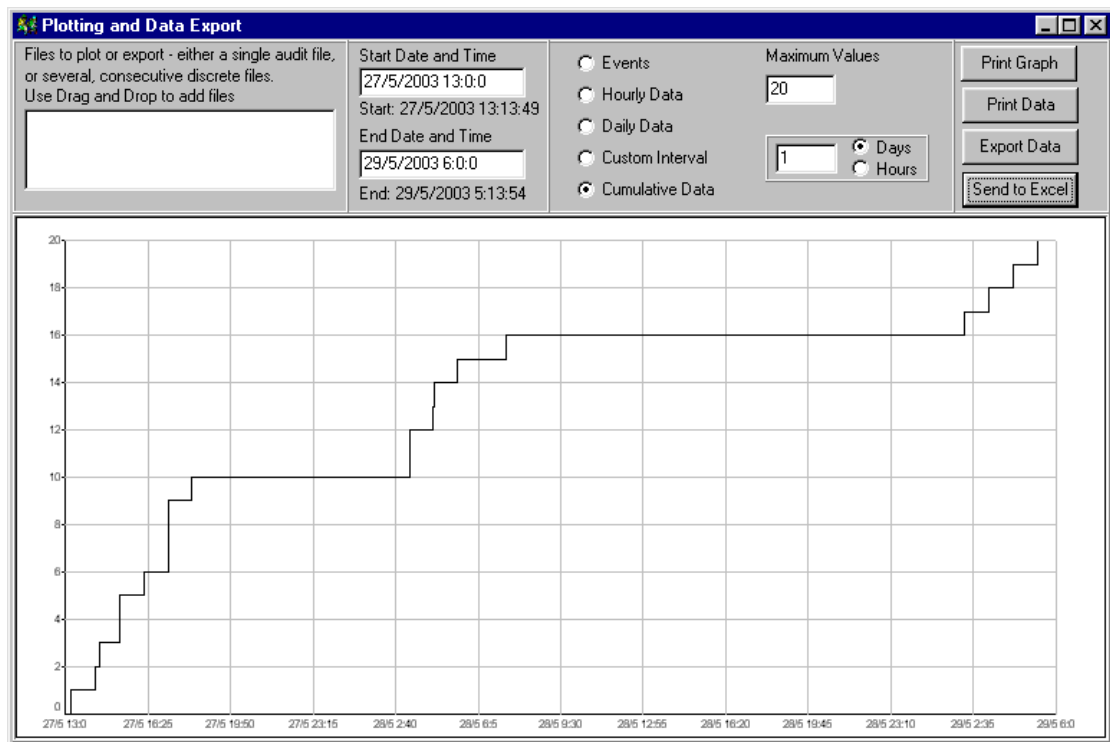 Plotting and Data Export
Files to plot or export - either a single audit file,
or several, consecutive discrete files.
Use Drag and Drop to add files
Start Date and Time
27/5/2003 13:0:0
Start: 27/5/2003 13:13:49
End Date and Time
29/5/2003 6:0:0
End: 29/5/2003 5:13:54
Events
Hourly Data
Daily Data
Custom Interval
Cumulative Data
Maximum Values
20
1
Days
Hours
Print Graph
Print Data
Export Data
Send to Excel
20
18
16
14
12
10
8
6
4
2
0
27/5 13:0 27/5 16:25 27/5 19:50 27/5 23:15 28/5 2:40 28/5 6:5 28/5 9:30 28/5 12:55 28/5 16:20 28/5 19:45 28/5 23:10 29/5 2:35 29/5 6:0